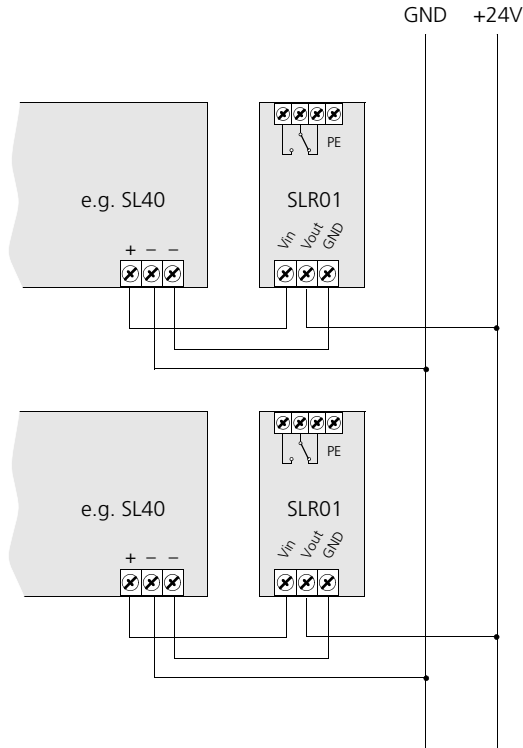 GND +24V
PE
e.g. SL40 SLR01
Vin Vout GND
+ – –
PE
e.g. SL40 SLR01
Vin Vout GND
+ – –